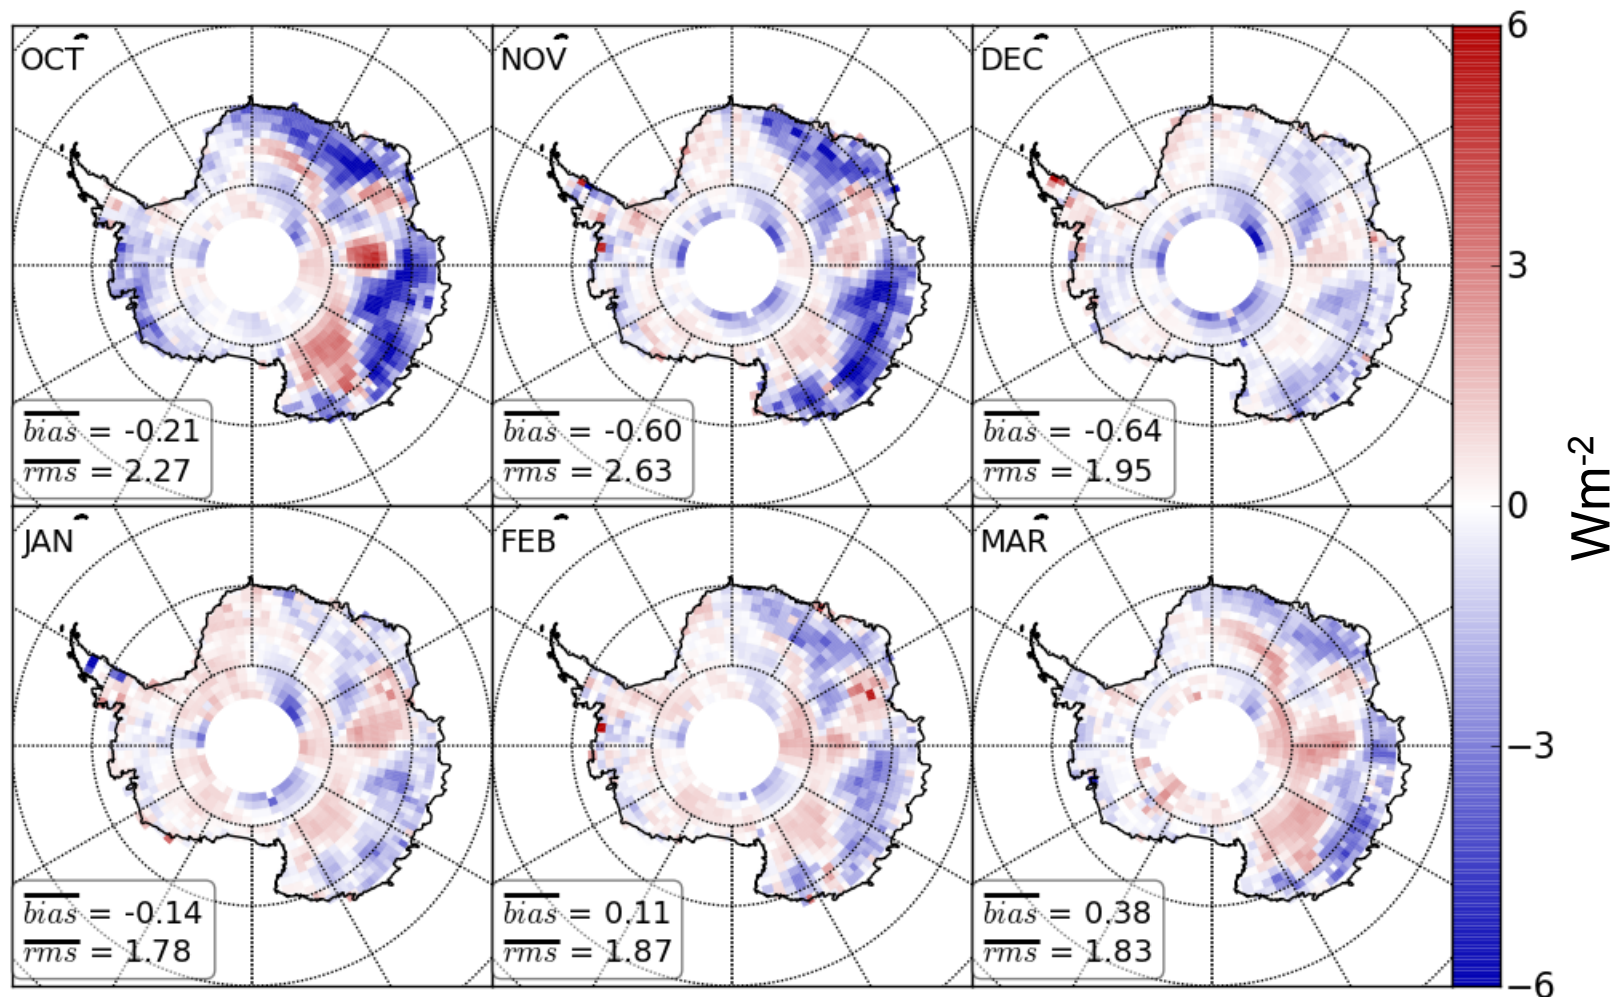 OCT
bias = -0.21
rms = 2.27
NOV
bias = -0.60
rms = 2.63
DEC
bias = -0.64
rms = 1.95
JAN
bias = -0.14
rms = 1.78
FEB
bias = 0.11
rms = 1.87
MAR
bias = 0.38
rms = 1.83
6
3
0
−3
−6
Wm-2